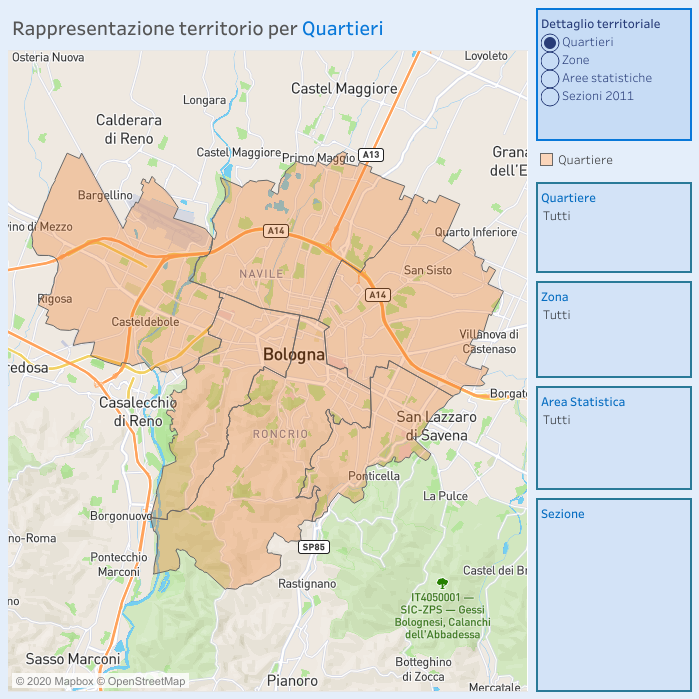 Rappresentazione territorio per Quartieri
Osteria Nuova
Lovoleto
Longara
Castel Maggiore
Calderara
di Reno
Castel Maggiore
Primo Maggio
A13
Grana
dell'E
Bargellino
vino di Mezzo
A14
Quarto Inferiore
NAVILE
San Sisto
A14
Rigosa
Casteldebole
Villanova di
Castenaso
Bologna
redosa
Borgat
Casalecchio
di Reno
San Lazzaro
di Savena
RONCRIO
Ponticella
La Pulce
Borgonuovo
no-Roma
SP85
Pontecchio
Marconi
Castel dei Br
Rastignano
IT4050001 —
SIC-ZPS — Gessi
Bolognesi, Calanchi
dell'Abbadessa
no
Sasso Marconi
Botteghino
di Zocca
Pianoro
Mercatale
© 2020 Mapbox © OpenStreetMap
Dettaglio territoriale
Quartieri
Zone
Aree statistiche
Sezioni 2011
Quartiere
Quartiere
Tutti
Zona
Tutti
Area Statistica
Tutti
Sezione